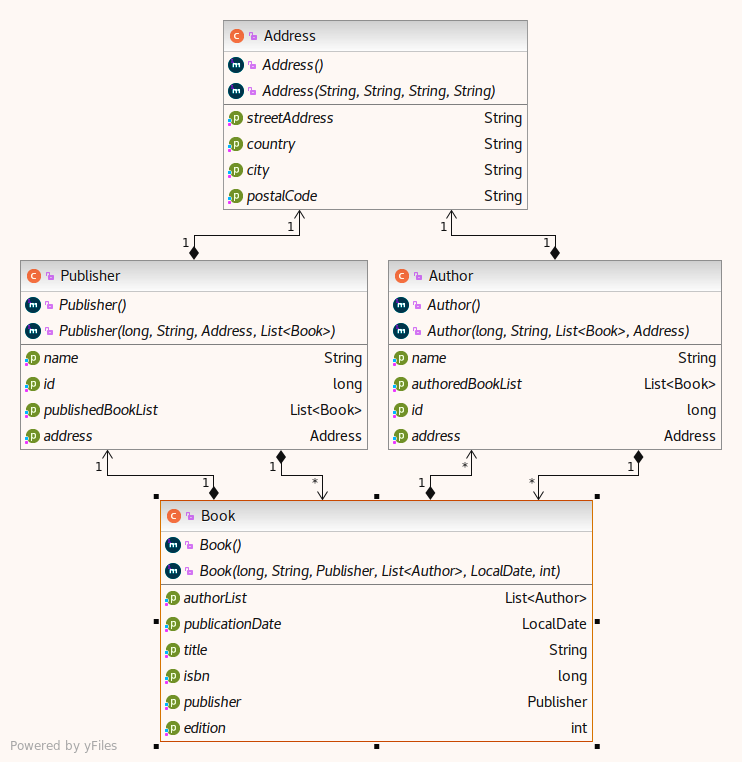 Address
Address()
Address(String, String, String, String)
streetAddress String
country String
city String
postalCode String
1 1
1 1
Publisher
Publisher()
Publisher(long, String, Address, List<Book>)
name String
id long
publishedBookList List<Book>
address Address
Author
Author()
Author(long, String, List<Book>, Address)
name String
authoredBookList List<Book>
id long
address Address
1 1 * 1
1 * 1 *
Book
Book()
Book(long, String, Publisher, List<Author>, LocalDate, int)
authorList List<Author>
publicationDate LocalDate
title String
isbn long
publisher Publisher
edition int
Powered by yFiles